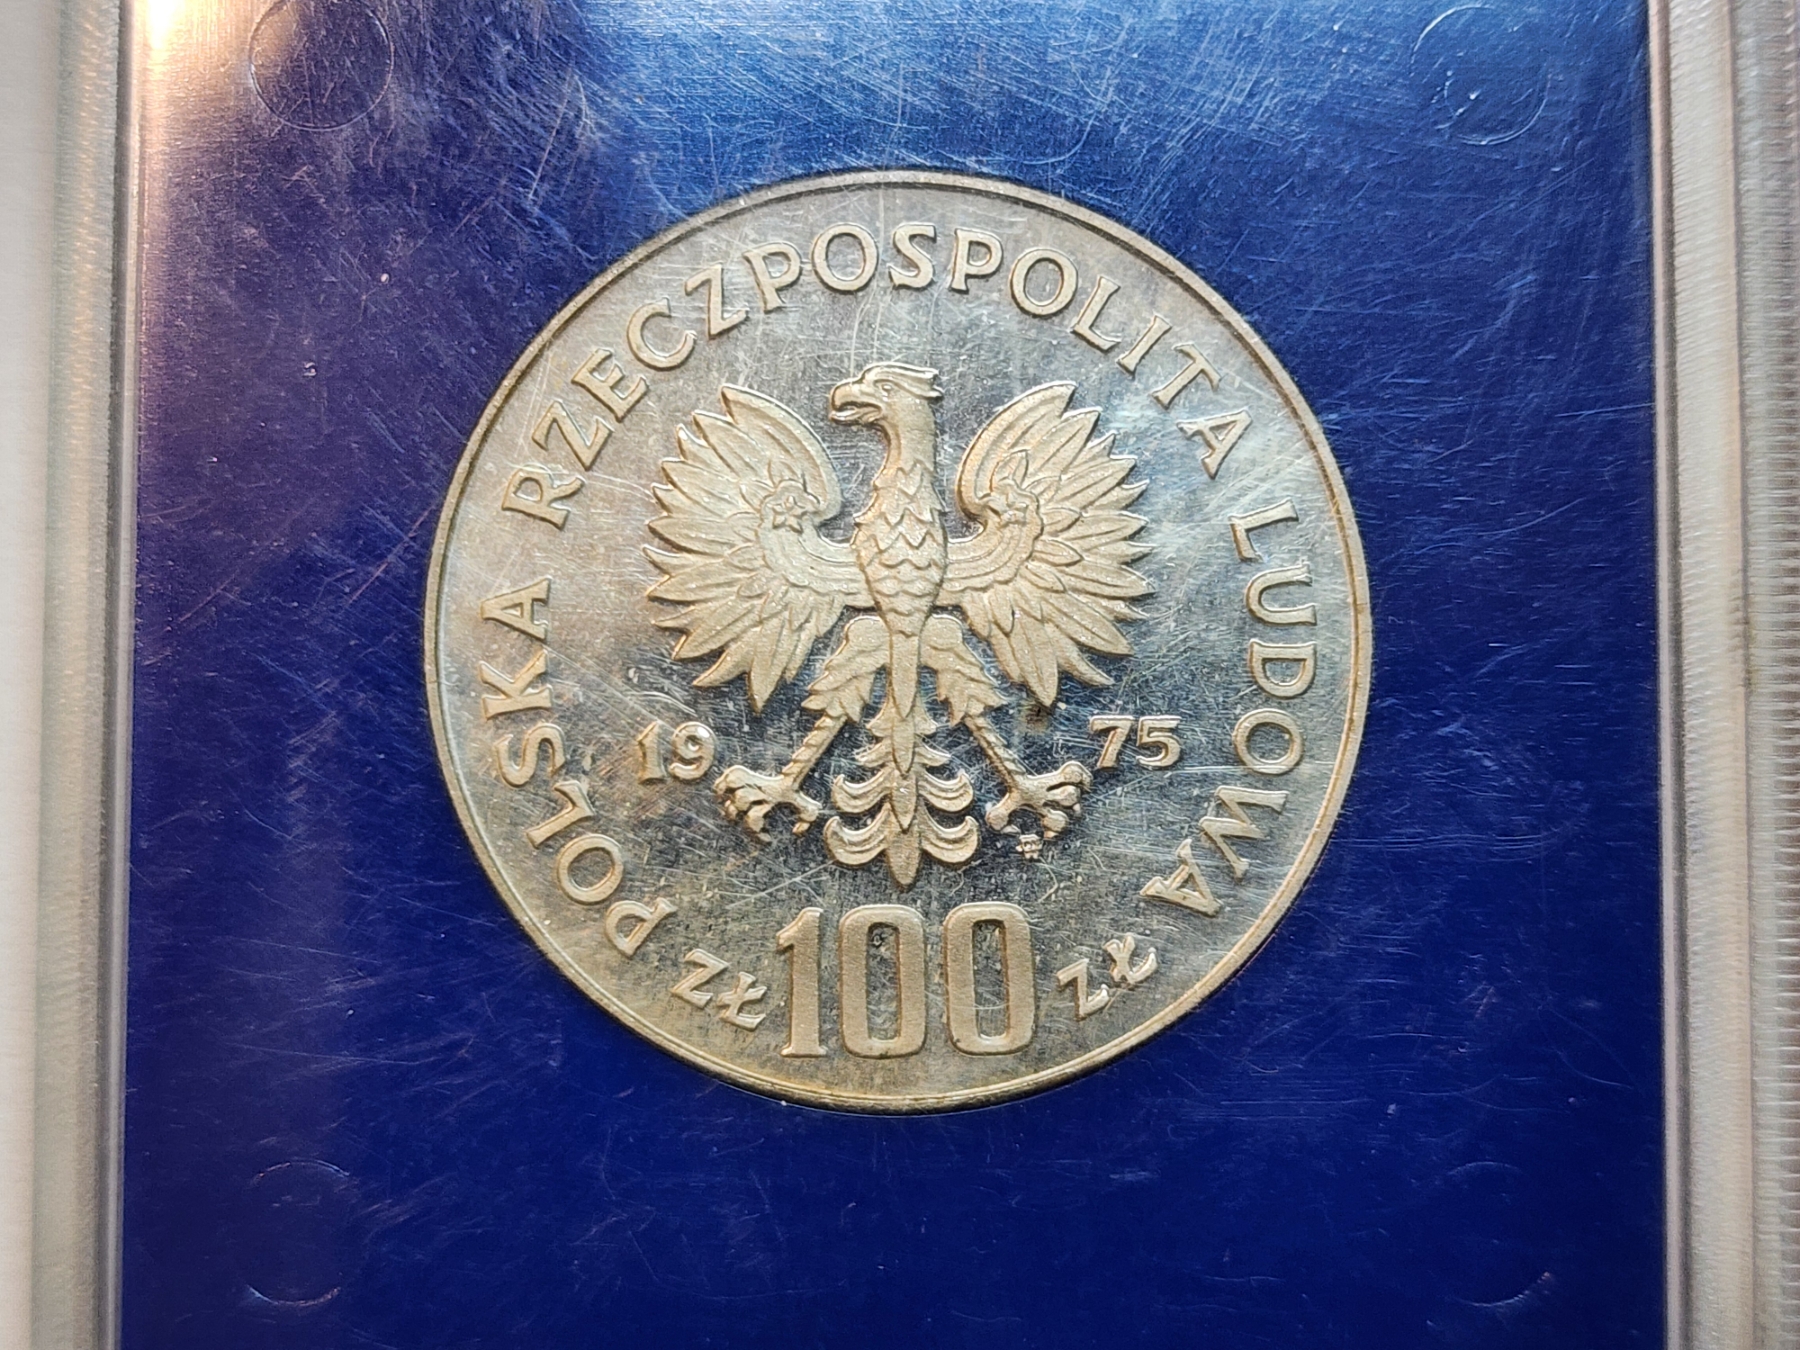 POLSKA RZECZPOSPOLITA LUDOWA
19 75
ZŁ 100 ZŁ